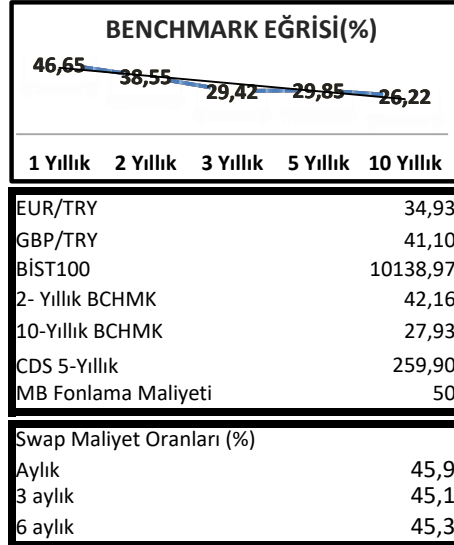 BENCHMARK EĞRİSİ(%)
46,65 38,55 29,42 29,85 26,22
1 Yıllık 2 Yıllık 3 Yıllık 5 Yıllık 10 Yıllık
EUR/TRY 34,93
GBP/TRY 41,10
BİST100 10138,97
2- Yıllık BCHMK 42,16
10-Yıllık BCHMK 27,93
CDS 5-Yıllık 259,90
MB Fonlama Maliyeti 50
Swap Maliyet Oranları (%)
Aylık 45,9
3 aylık 45,1
6 aylık 45,3